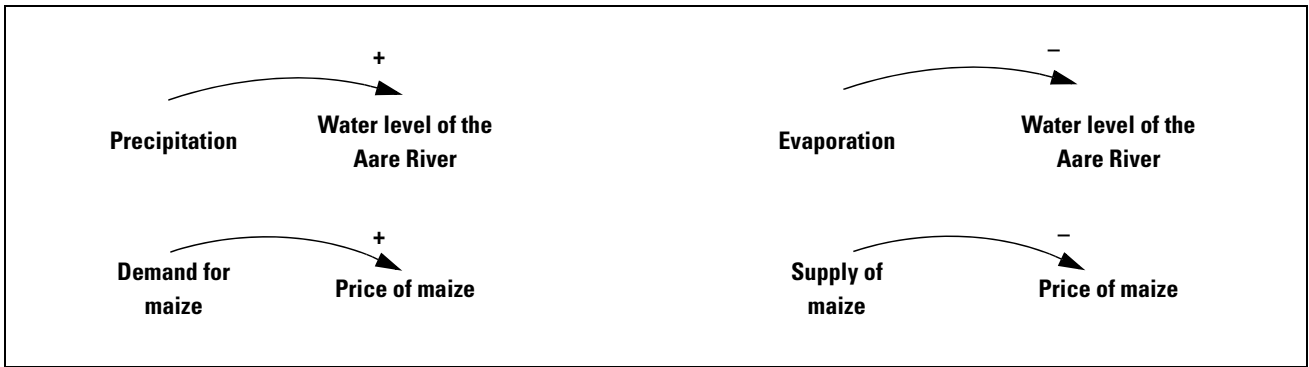 +
Precipitation
Water level of the
Aare River
–
Evaporation
Water level of the
Aare River
+
Demand for
maize
Price of maize
–
Supply of
maize
Price of maize